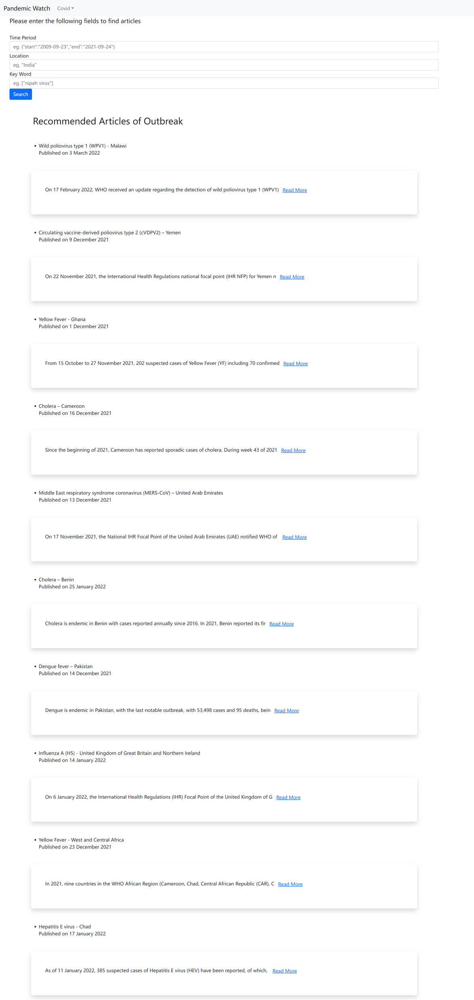 Pandemic Watch Covid
Please enter the following fields to find articles
Time Period
eg. {"start":"2009-09-23","end":"2021-09-24"}
Location
eg. "India"
Key Word
eg. ["nipah virus"]
Search
Recommended Articles of Outbreak
• Wild poliovirus type 1 (WPV1) - Malawi
Published on 3 March 2022
On 17 February 2022, WHO received an update regarding the detection of wild poliovirus type 1 (WPV1) Read More
• Circulating vaccine-derived poliovirus type 2 (cVDPV2) – Yemen
Published on 9 December 2021
On 22 November 2021, the International Health Regulations national focal point (IHR NFP) for Yemen n Read More
• Yellow Fever - Ghana
Published on 1 December 2021
From 15 October to 27 November 2021, 202 suspected cases of Yellow Fever (YF) including 70 confirmed Read More
• Cholera – Cameroon
Published on 16 December 2021
Since the beginning of 2021, Cameroon has reported sporadic cases of cholera. During week 43 of 2021 Read More
• Middle East respiratory syndrome coronavirus (MERS-CoV) – United Arab Emirates
Published on 13 December 2021
On 17 November 2021, the National IHR Focal Point of the United Arab Emirates (UAE) notified WHO of Read More
• Cholera – Benin
Published on 25 January 2022
Cholera is endemic in Benin with cases reported annually since 2016. In 2021, Benin reported its fir Read More
• Dengue fever – Pakistan
Published on 14 December 2021
Dengue is endemic in Pakistan, with the last notable outbreak, with 53,498 cases and 95 deaths, bein Read More
• Influenza A (H5) - United Kingdom of Great Britain and Northern Ireland
Published on 14 January 2022
On 6 January 2022, the International Health Regulations (IHR) Focal Point of the United Kingdom of G Read More
• Yellow Fever - West and Central Africa
Published on 23 December 2021
In 2021, nine countries in the WHO African Region (Cameroon, Chad, Central African Republic (CAR), C Read More
• Hepatitis E virus - Chad
Published on 17 January 2022
As of 11 January 2022, 385 suspected cases of Hepatitis E virus (HEV) have been reported, of which, Read More